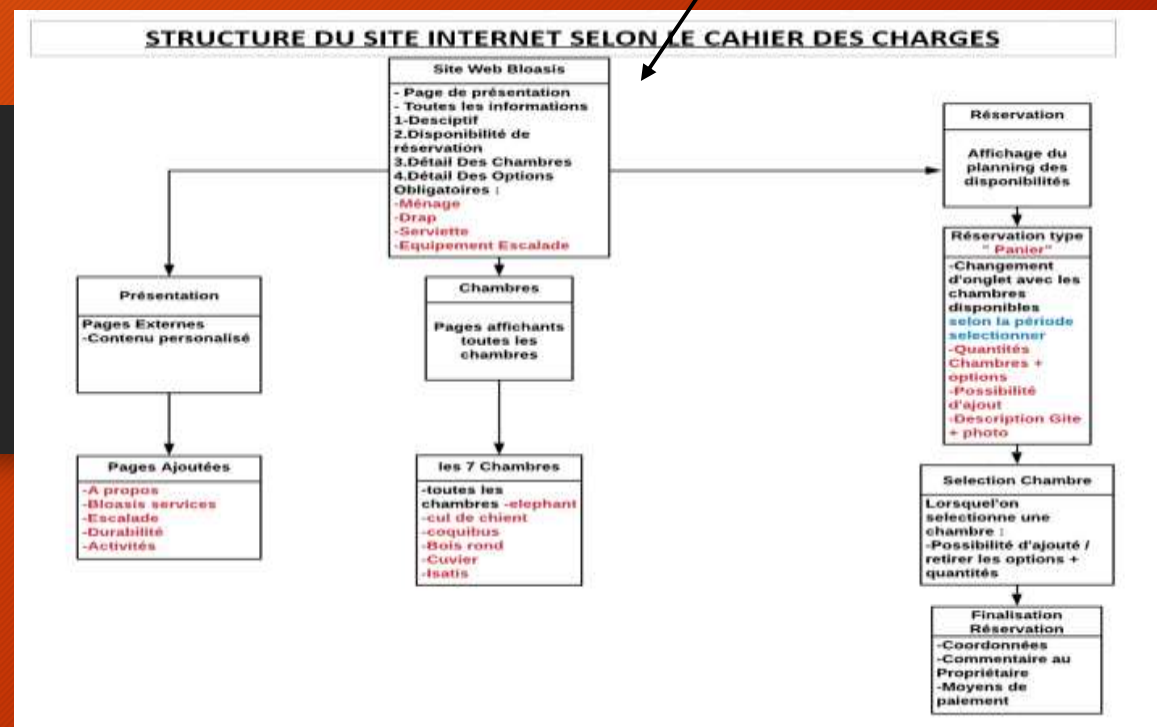 STRUCTURE DU SITE INTERNET SELON LE CAHIER DES CHARGES
Site Web Bloasis
- Page de présentation
- Toutes les informations
1-Desciptif
2.Disponibilité de
réservation
3.Détail Des Chambres
4.Détail Des Options
Obligatoires :
-Ménage
-Drap
-Serviette
-Equipement Escalade
Présentation
Pages Externes
-Contenu personalisé
Pages Ajoutées
-A propos
-Bloasis services
-Escalade
-Durabilité
-Activités
Chambres
Pages affichants
toutes les
chambres
les 7 Chambres
-toutes les
chambres -elephant
-cul de chient
-coquibus
-Bois rond
-Cuvier
-Isatis
Réservation
Affichage du
planning des
disponibilités
Réservation type
" Panier"
-Changement
d'onglet avec les
chambres
disponibles
selon la période
selectionner
-Quantités
Chambres +
options
-Possibilité
d'ajout
-Description Gite
+ photo
Selection Chambre
Lorsquel'on
selectionne une
chambre :
-Possibilité d'ajouté /
retirer les options +
quantités
Finalisation
Réservation
-Coordonnées
-Commentaire au
Propriétaire
-Moyens de
paiement